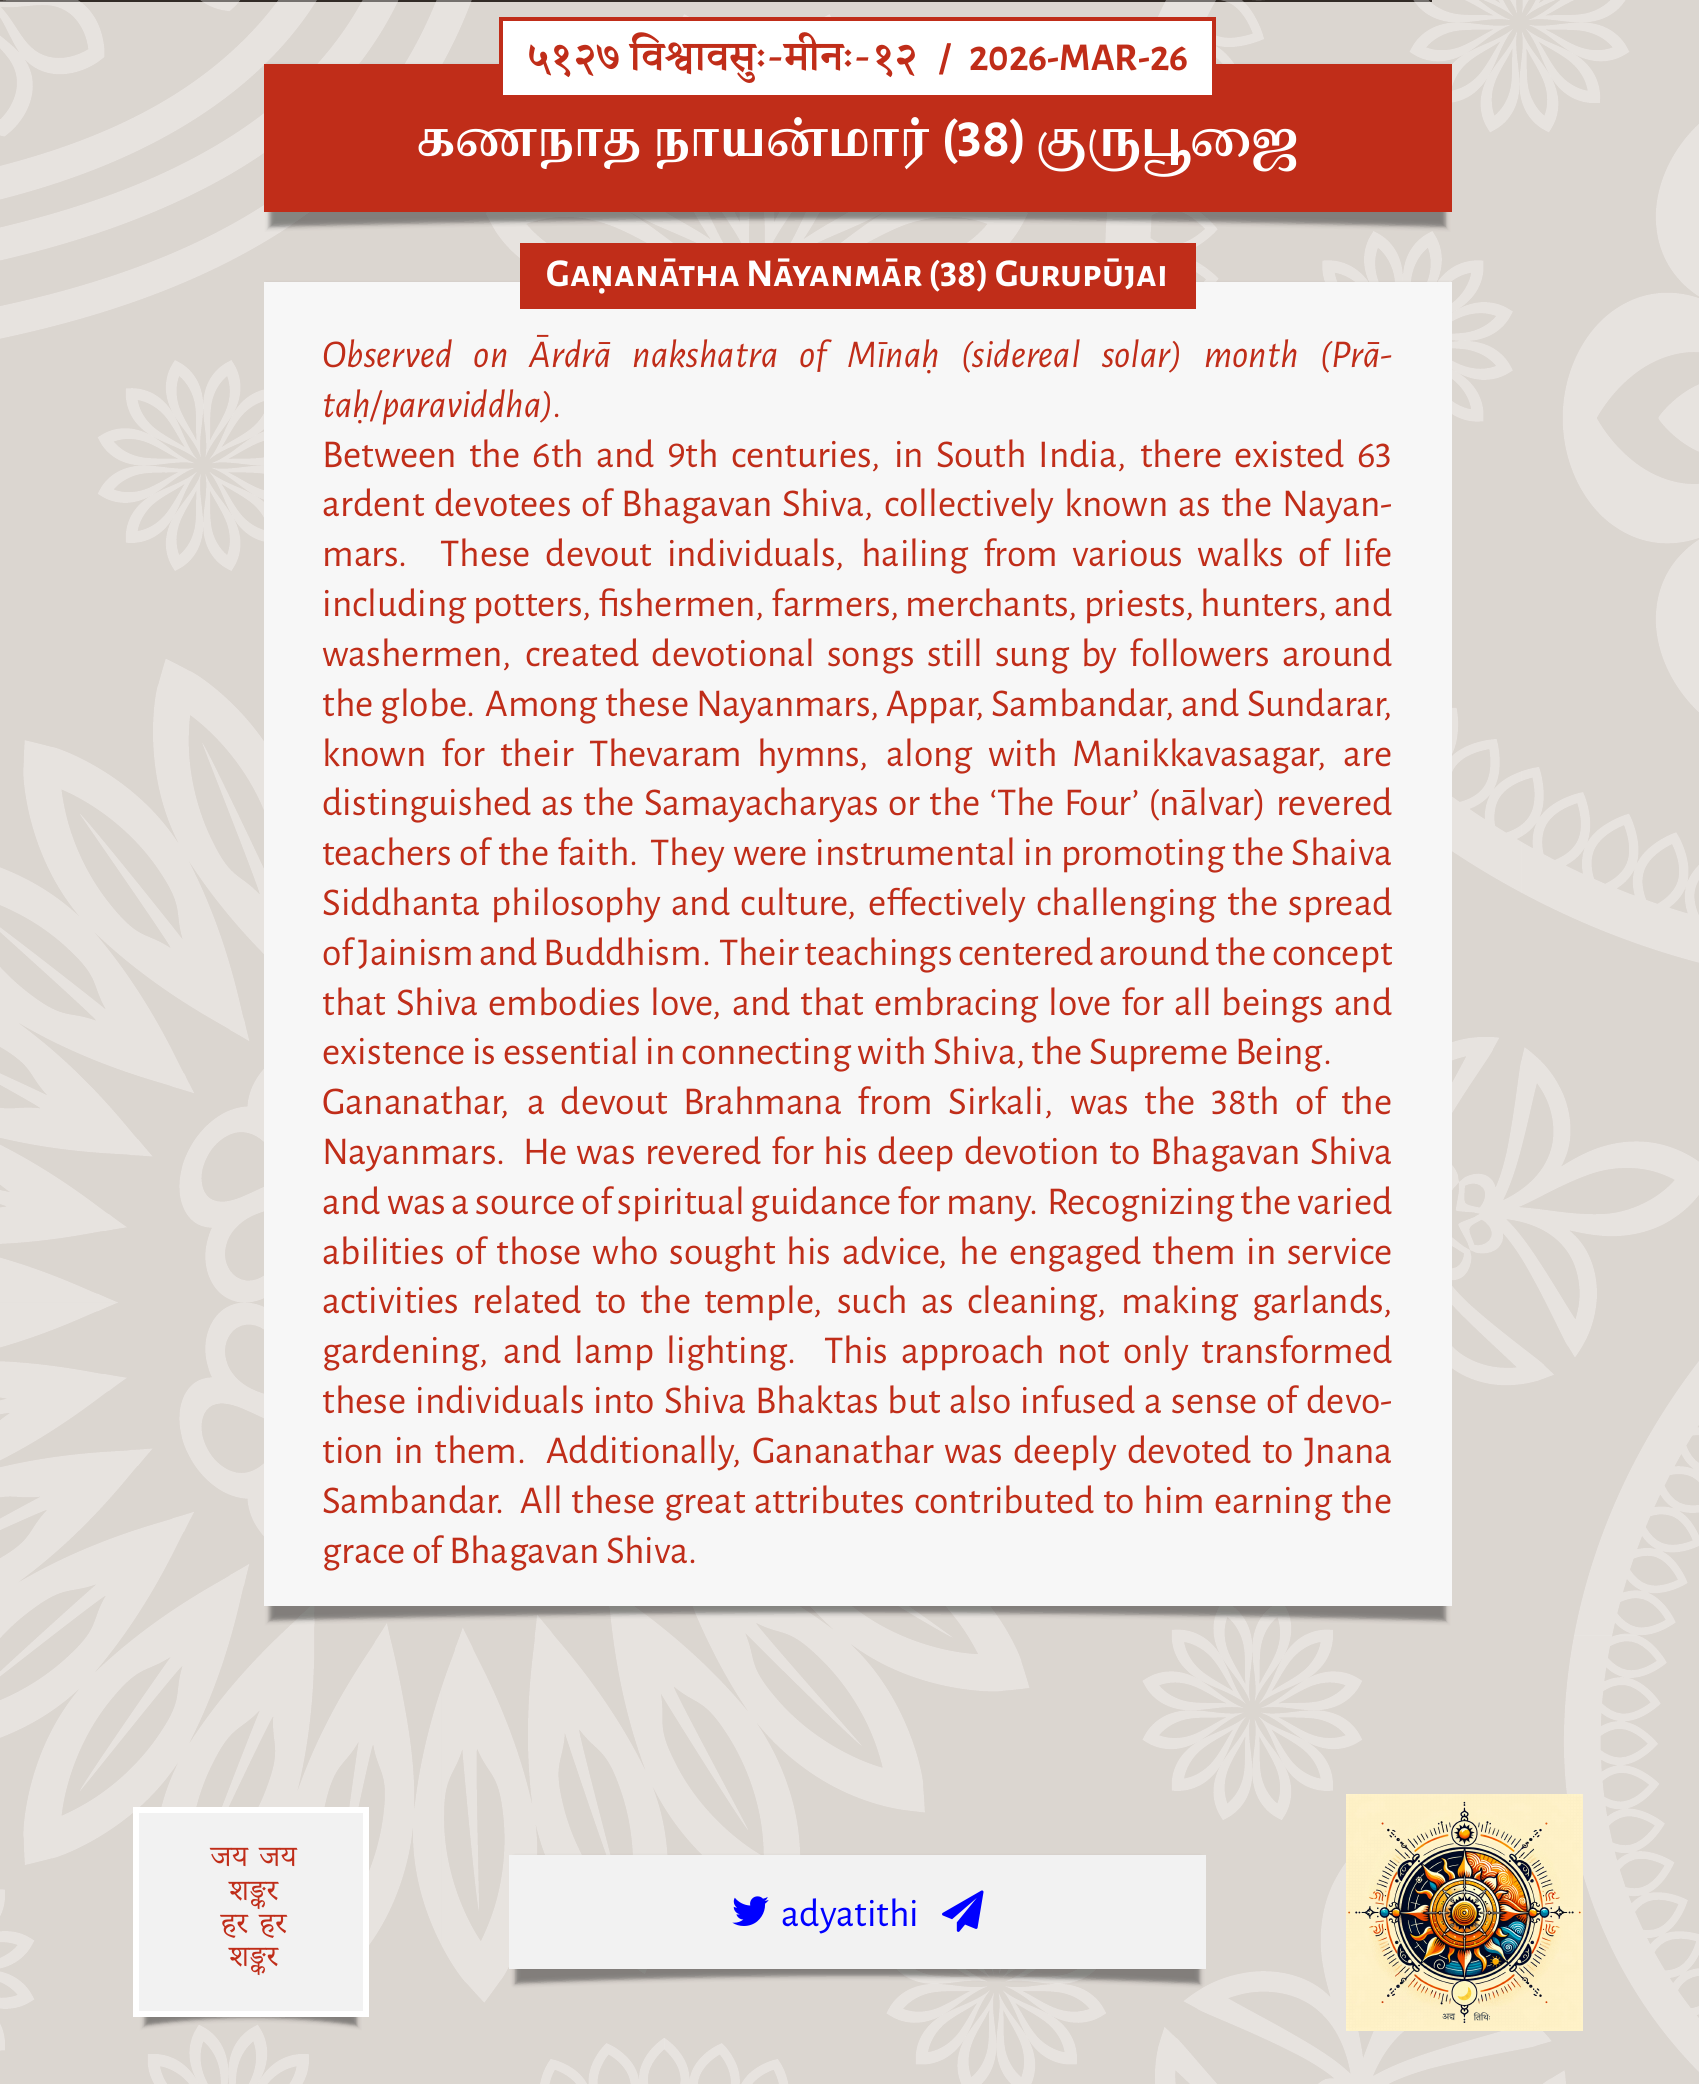 ५१२७ विश्वावसुः-मीनः-१२ / 2026-MAR-26
கணநாத நாயன்மார் (38) குருபூஜை
Gaṇanātha Nāyanmār (38) Gurupūjai
Observed on Ārdrā nakshatra of Mīnaḥ (sidereal solar) month (Prā-
taḥ/paraviddha).
Between the 6th and 9th centuries, in South India, there existed 63
ardent devotees of Bhagavan Shiva, collectively known as the Nayan-
mars. These devout individuals, hailing from various walks of life
including potters, fishermen, farmers, merchants, priests, hunters, and
washermen, created devotional songs still sung by followers around
the globe. Among these Nayanmars, Appar, Sambandar, and Sundarar,
known for their Thevaram hymns, along with Manikkavasagar, are
distinguished as the Samayacharyas or the ‘The Four’ (nālvar) revered
teachers of the faith. They were instrumental in promoting the Shaiva
Siddhanta philosophy and culture, effectively challenging the spread
of Jainism and Buddhism. Their teachings centered around the concept
that Shiva embodies love, and that embracing love for all beings and
existence is essential in connecting with Shiva, the Supreme Being.
Gananathar, a devout Brahmana from Sirkali, was the 38th of the
Nayanmars. He was revered for his deep devotion to Bhagavan Shiva
and was a source of spiritual guidance for many. Recognizing the varied
abilities of those who sought his advice, he engaged them in service
activities related to the temple, such as cleaning, making garlands,
gardening, and lamp lighting. This approach not only transformed
these individuals into Shiva Bhaktas but also infused a sense of devo-
tion in them. Additionally, Gananathar was deeply devoted to Jnana
Sambandar. All these great attributes contributed to him earning the
grace of Bhagavan Shiva.
जय जय
शङ्कर
हर हर
शङ्कर
adyatithi
अद्य तिथिः